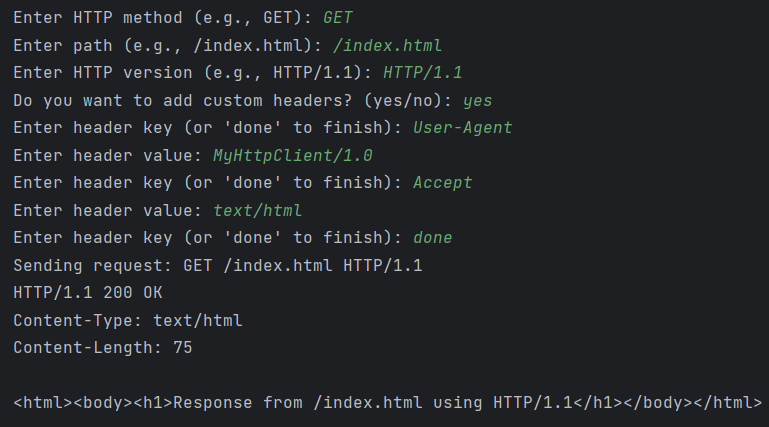 Enter HTTP method (e.g., GET): GET
Enter path (e.g., /index.html): /index.html
Enter HTTP version (e.g., HTTP/1.1): HTTP/1.1
Do you want to add custom headers? (yes/no): yes
Enter header key (or 'done' to finish): User-Agent
Enter header value: MyHttpClient/1.0
Enter header key (or 'done' to finish): Accept
Enter header value: text/html
Enter header key (or 'done' to finish): done
Sending request: GET /index.html HTTP/1.1
HTTP/1.1 200 OK
Content-Type: text/html
Content-Length: 75

<html><body><h1>Response from /index.html using HTTP/1.1</h1></body></html>